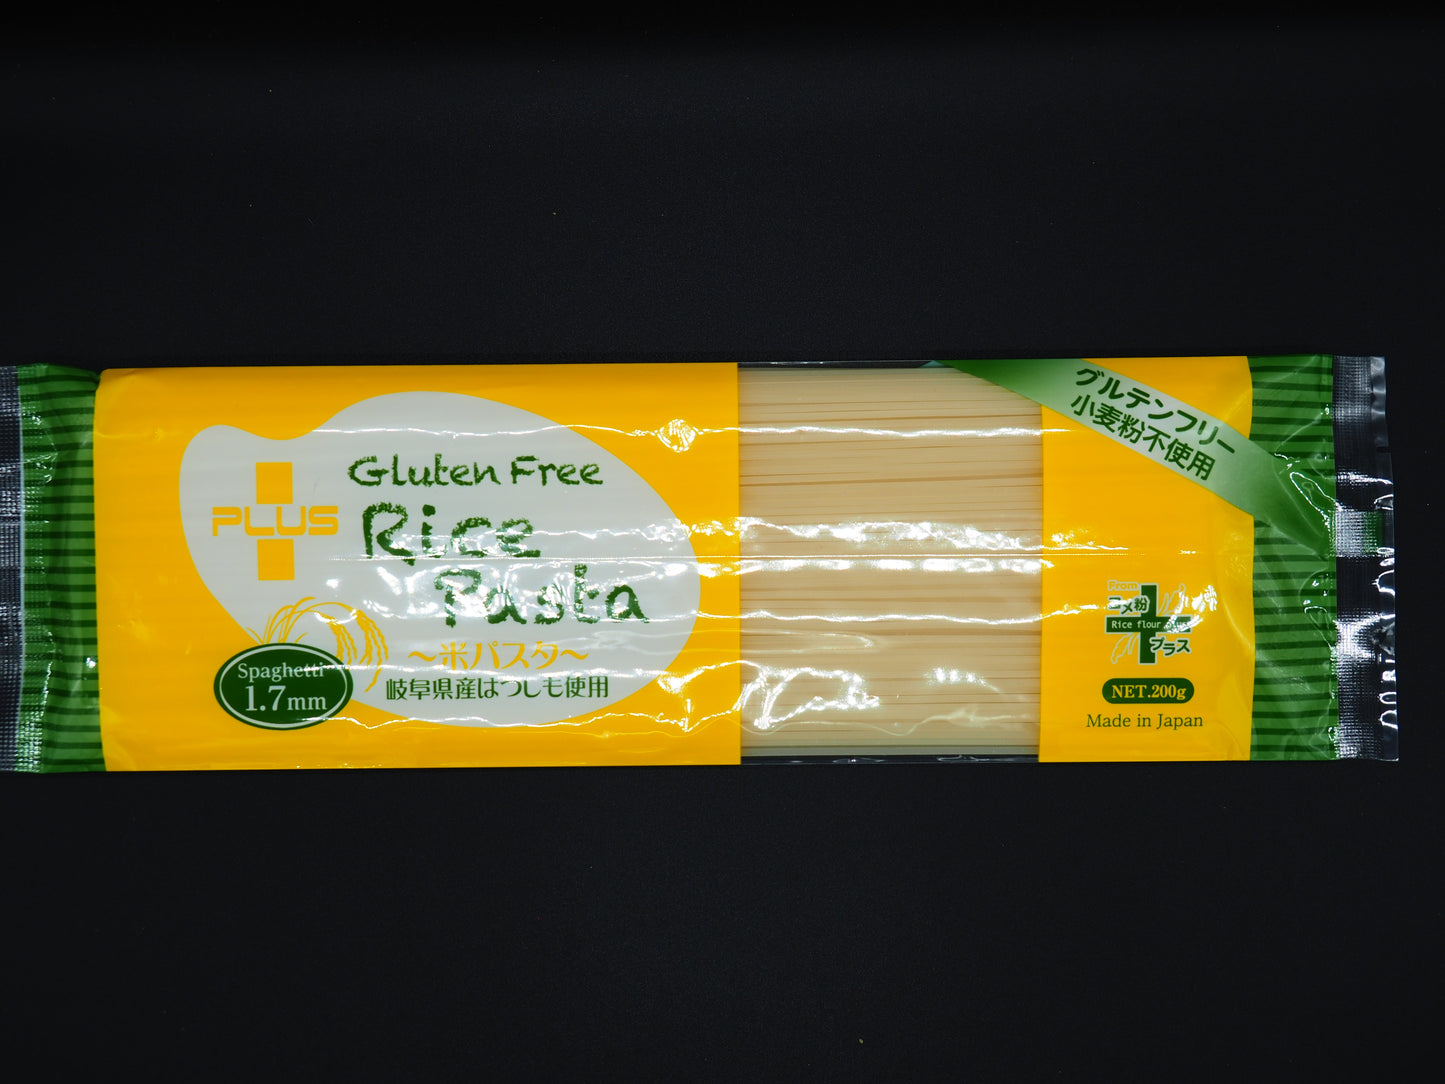 PLUS
Gluten Free
Rice
Pasta
～米パスタ～
岐阜県産はつしも使用
Spaghetti
1.7mm
グルテンフリー
小麦粉不使用
From
コメ粉
Rice flour plus
プラス
NET.200g
Made in Japan